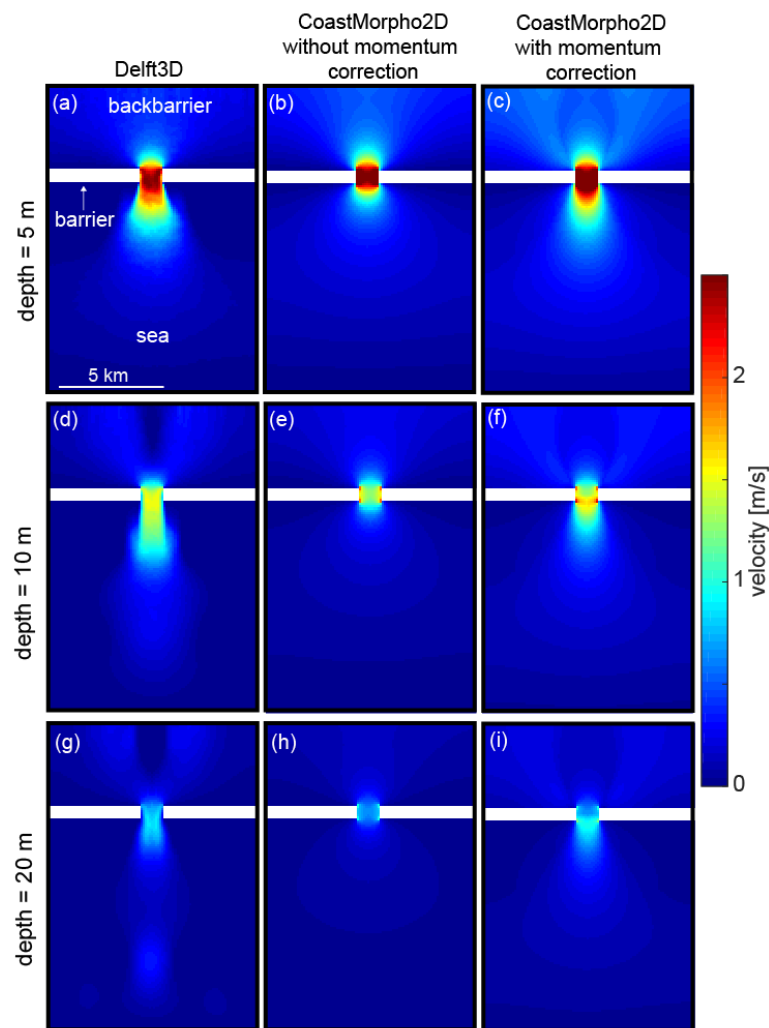 Delft3D
CoastMorpho2D
without momentum
correction
CoastMorpho2D
with momentum
correction
(a)
backbarrier
barrier
sea
5 km
(b)
(c)
depth = 5 m
(d)
(e)
(f)
depth = 10 m
(g)
(h)
(i)
depth = 20 m
2
1
0
velocity [m/s]